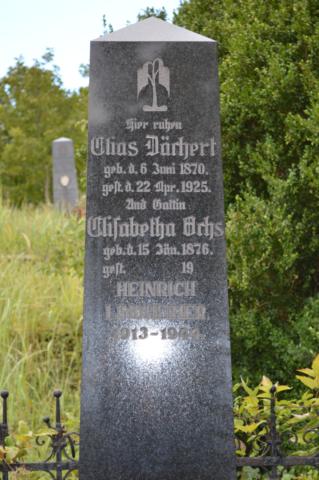 Hier ruhen
Elias Dächert
geb. d. 6 Juni 1870.
gest. d. 22 Apr. 1925.
Und Gattin
Elisabetha Ochs
geb. d. 15 Jän. 1876.
gest. 19
HEINRICH